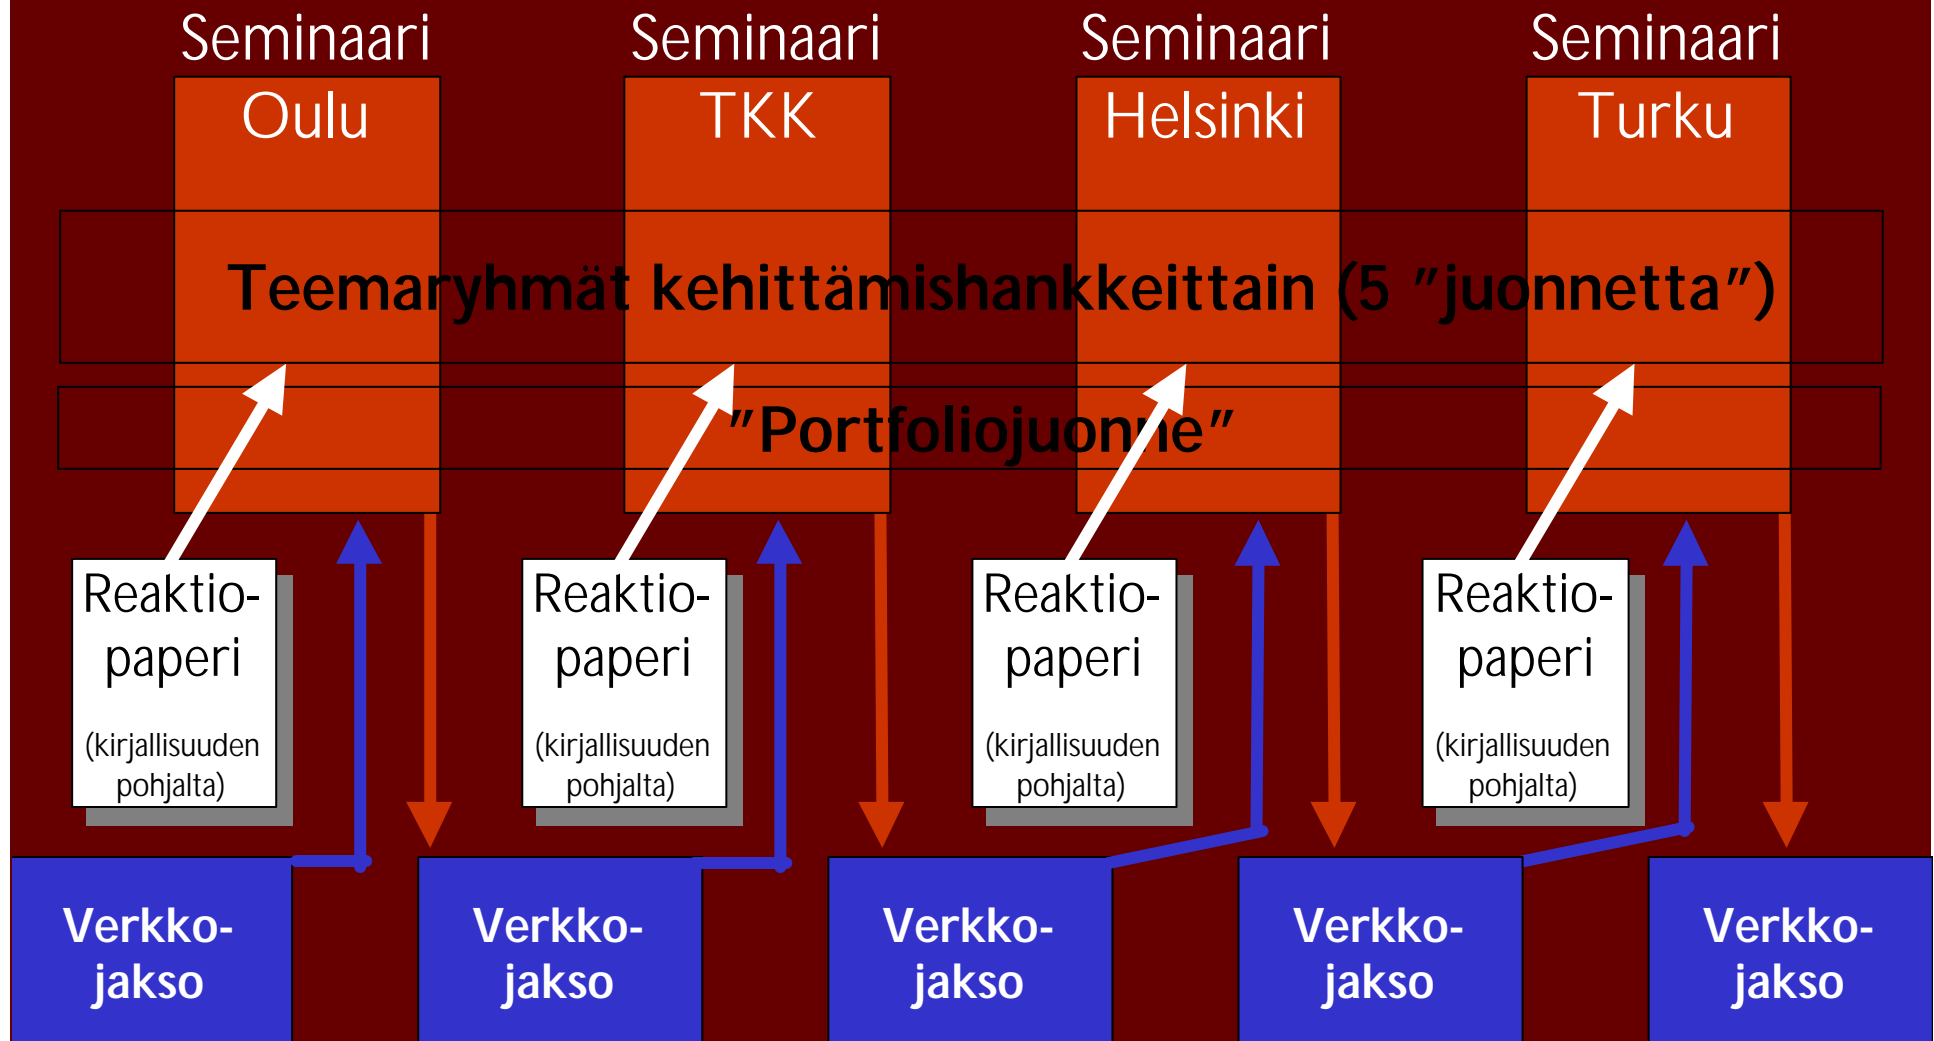 Seminaari
Oulu
Seminaari
TKK
Seminaari
Helsinki
Seminaari
Turku
Teemaryhmät kehittämishankkeittain (5 ”juonnetta”)
”Portfoliojuonne”
Reaktio-
paperi
(kirjallisuuden
pohjalta)
Reaktio-
paperi
(kirjallisuuden
pohjalta)
Reaktio-
paperi
(kirjallisuuden
pohjalta)
Reaktio-
paperi
(kirjallisuuden
pohjalta)
Verkko-
jakso
Verkko-
jakso
Verkko-
jakso
Verkko-
jakso
Verkko-
jakso